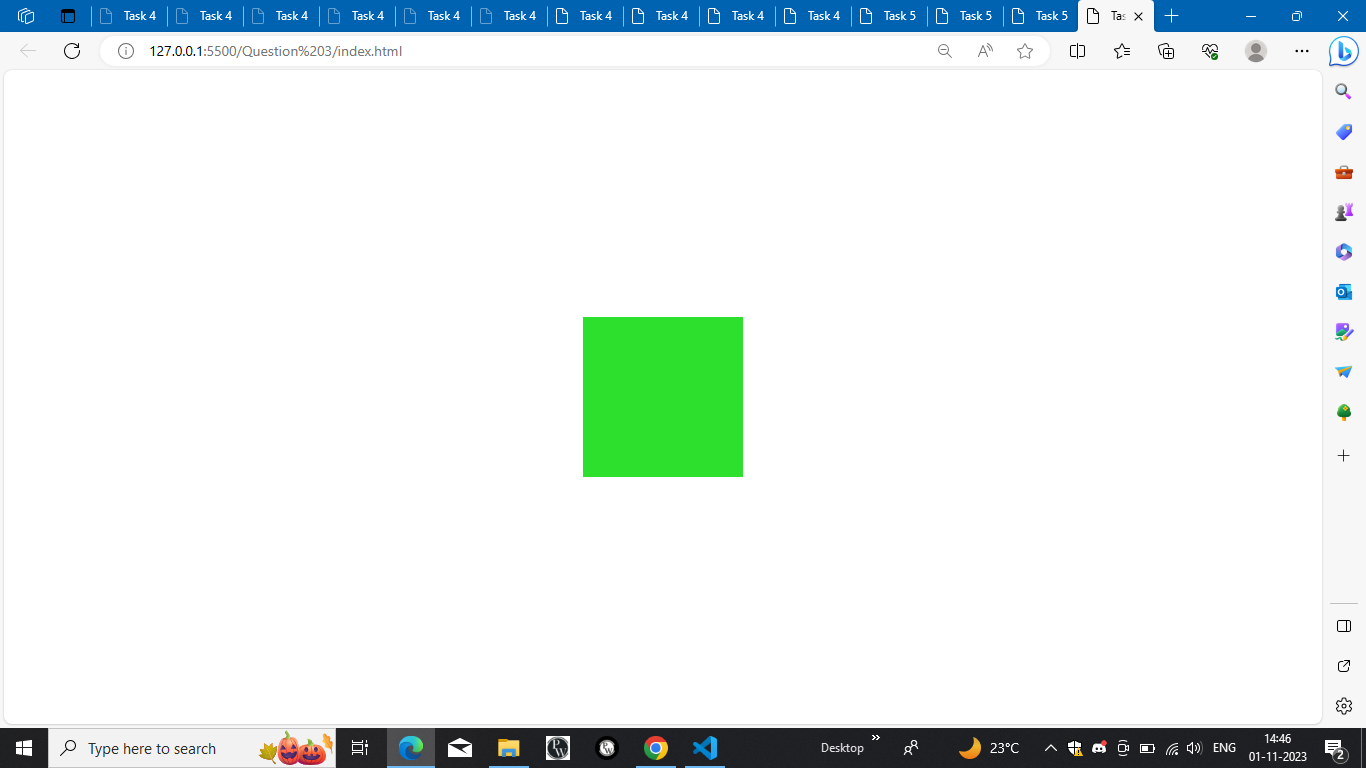 Task 4 Task 4 Task 4 Task 4 Task 4 Task 4 Task 4 Task 4 Task 4 Task 4 Task 5 Task 5 Task 5 Tas
127.0.0.1:5500/Question%203/index.html
Type here to search
Desktop
23°C
ENG
14:46
01-11-2023
2